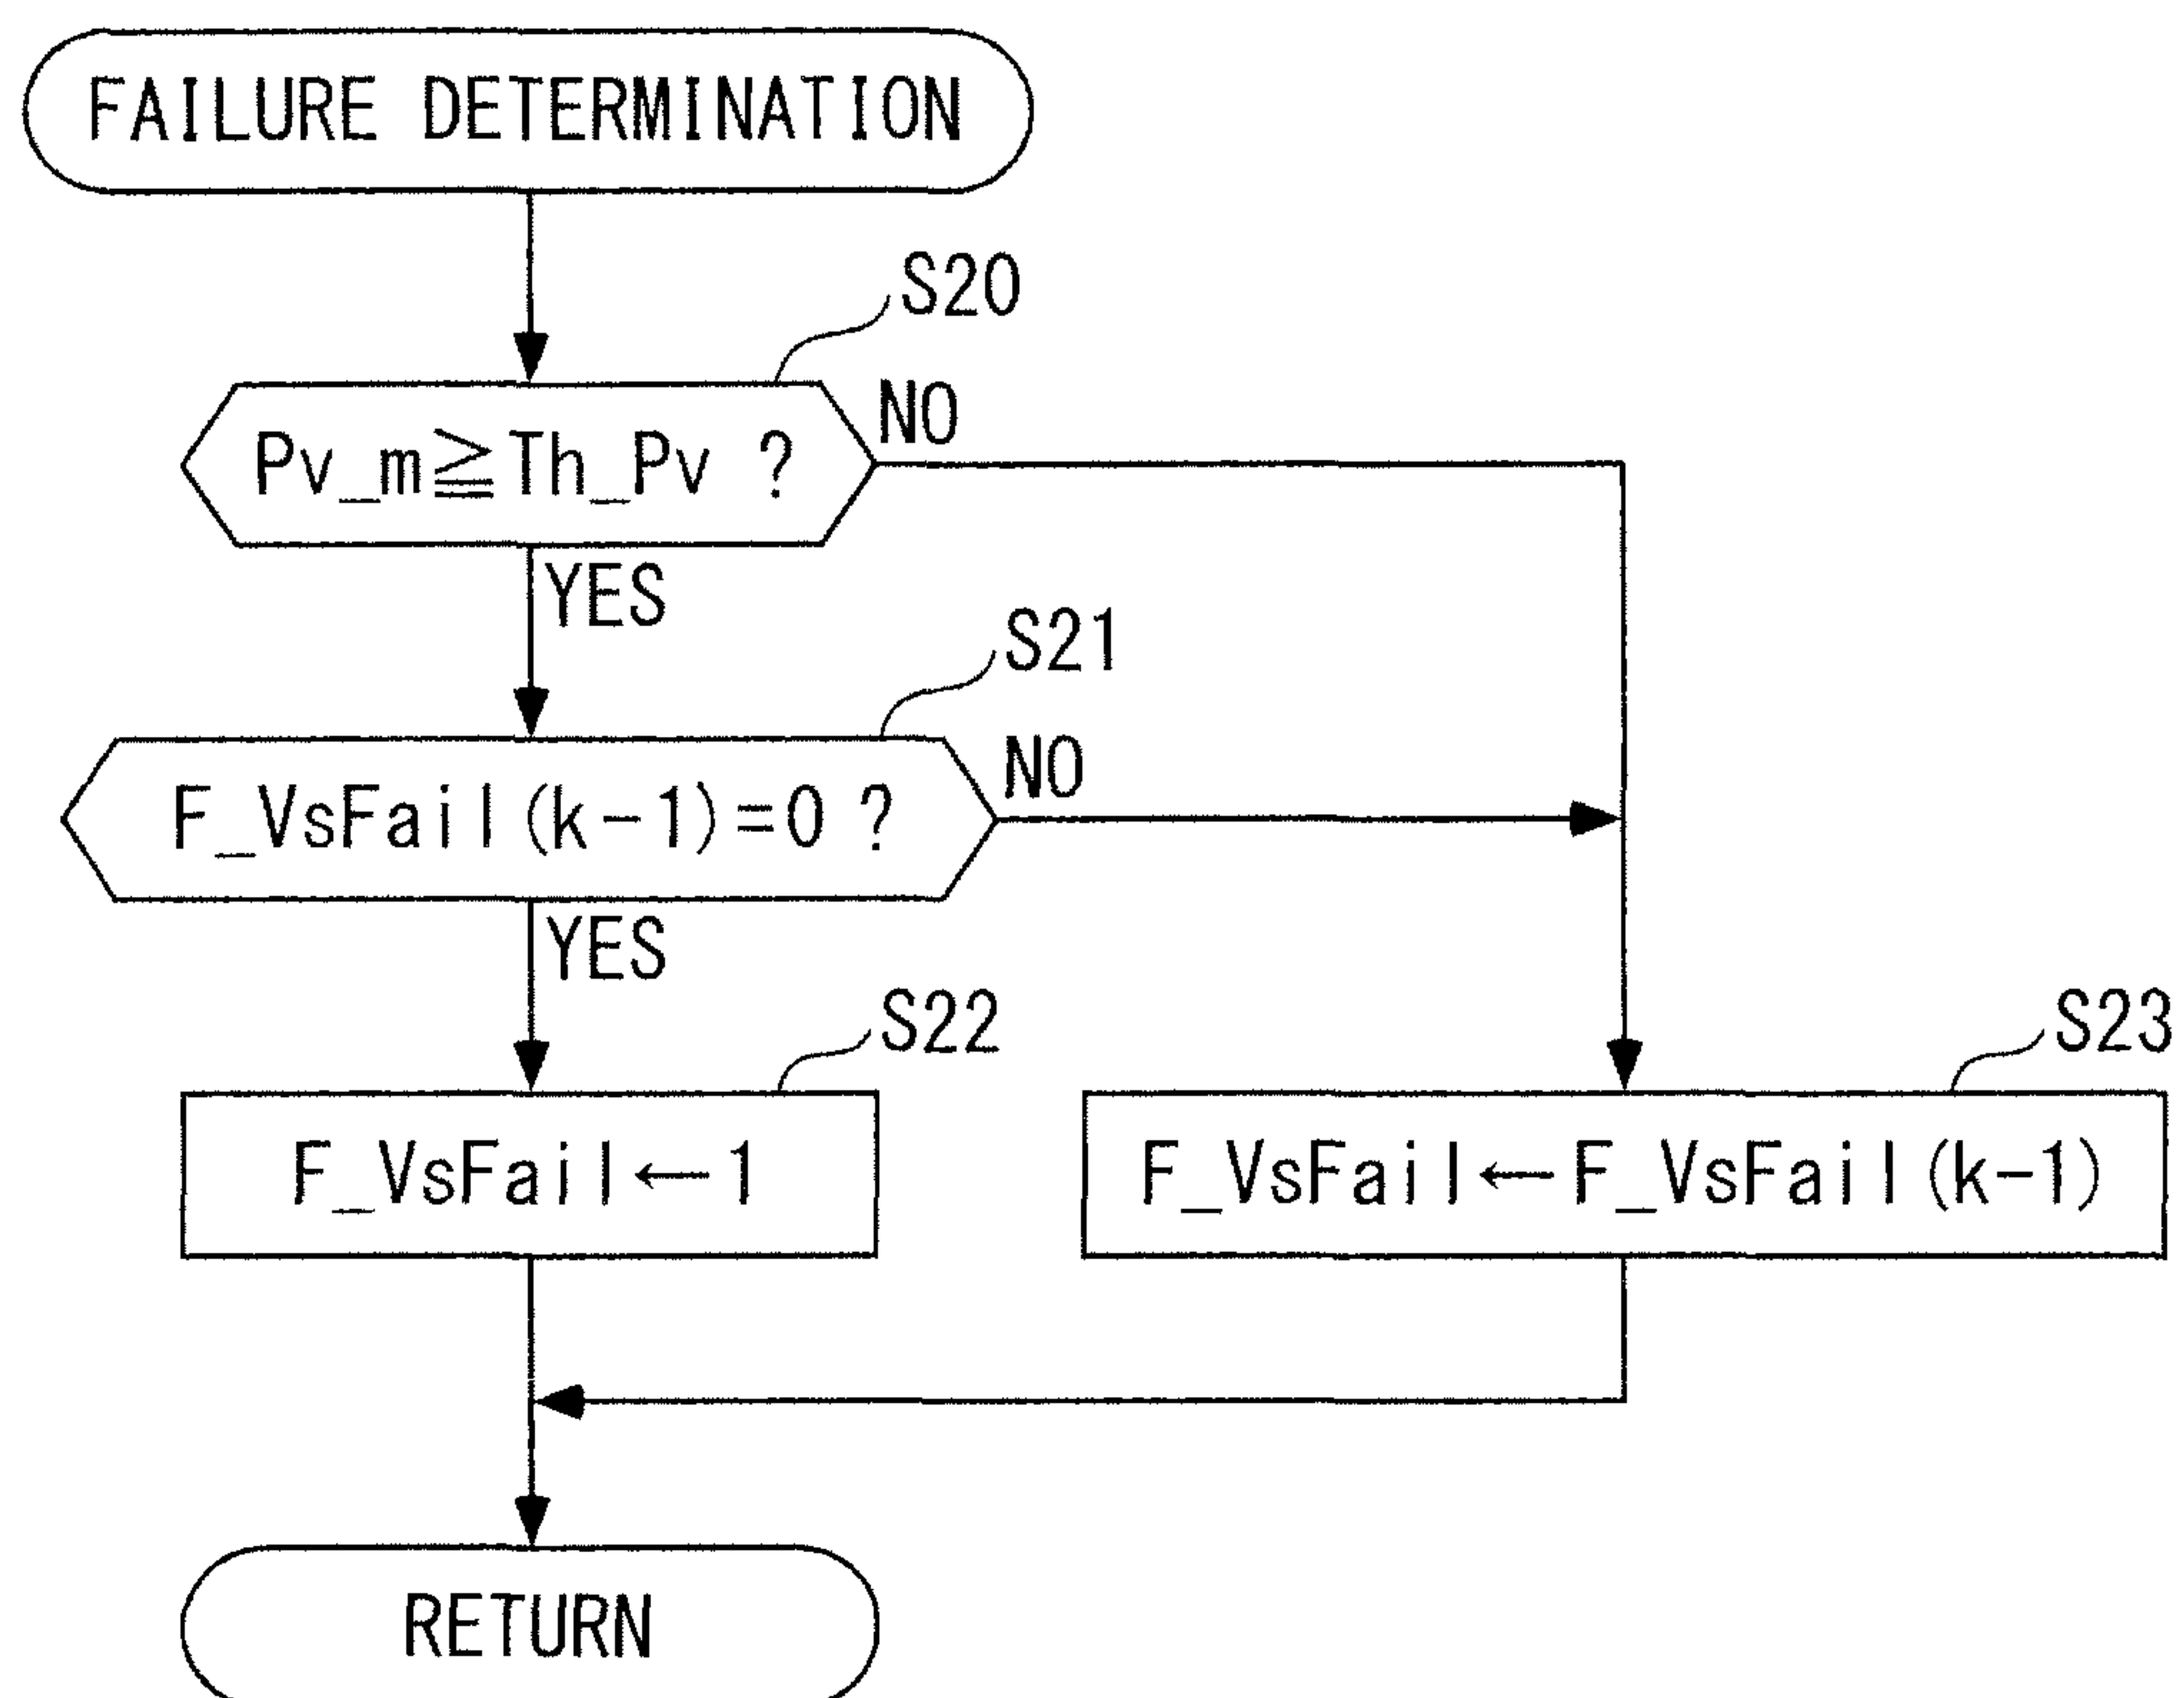 FAILURE DETERMINATION
S20
Pv_m≧Th_Pv ?
NO
YES
S21
F_VsFail(k-1)=0 ?
NO
YES
S22
F_VsFail←1
S23
F_VsFail←F_VsFail(k-1)
RETURN